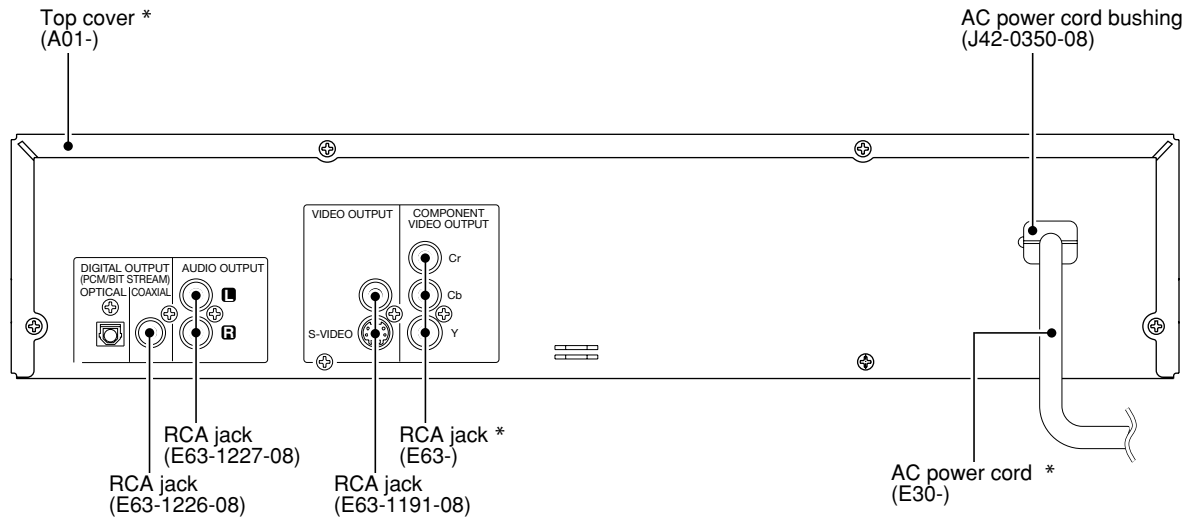 Top cover *
(A01-)
AC power cord bushing
(J42-0350-08)
VIDEO OUTPUT
COMPONENT
VIDEO OUTPUT
Cr
Cb
Y
S-VIDEO
DIGITAL OUTPUT
(PCM/BIT STREAM)
OPTICAL
COAXIAL
AUDIO OUTPUT
L
R
RCA jack
(E63-1227-08)
RCA jack
(E63-1226-08)
RCA jack *
(E63-)
RCA jack
(E63-1191-08)
AC power cord *
(E30-)